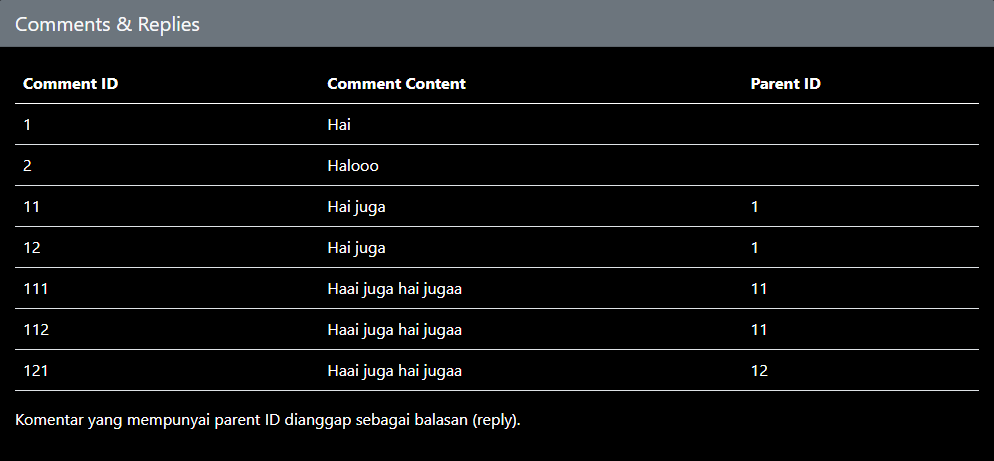 Comments & Replies
Comment ID Comment Content Parent ID
1 Hai
2 Halooo
11 Hai juga 1
12 Hai juga 1
111 Haai juga hai jugaa 11
112 Haai juga hai jugaa 11
121 Haai juga hai jugaa 12
Komentar yang mempunyai parent ID dianggap sebagai balasan (reply).